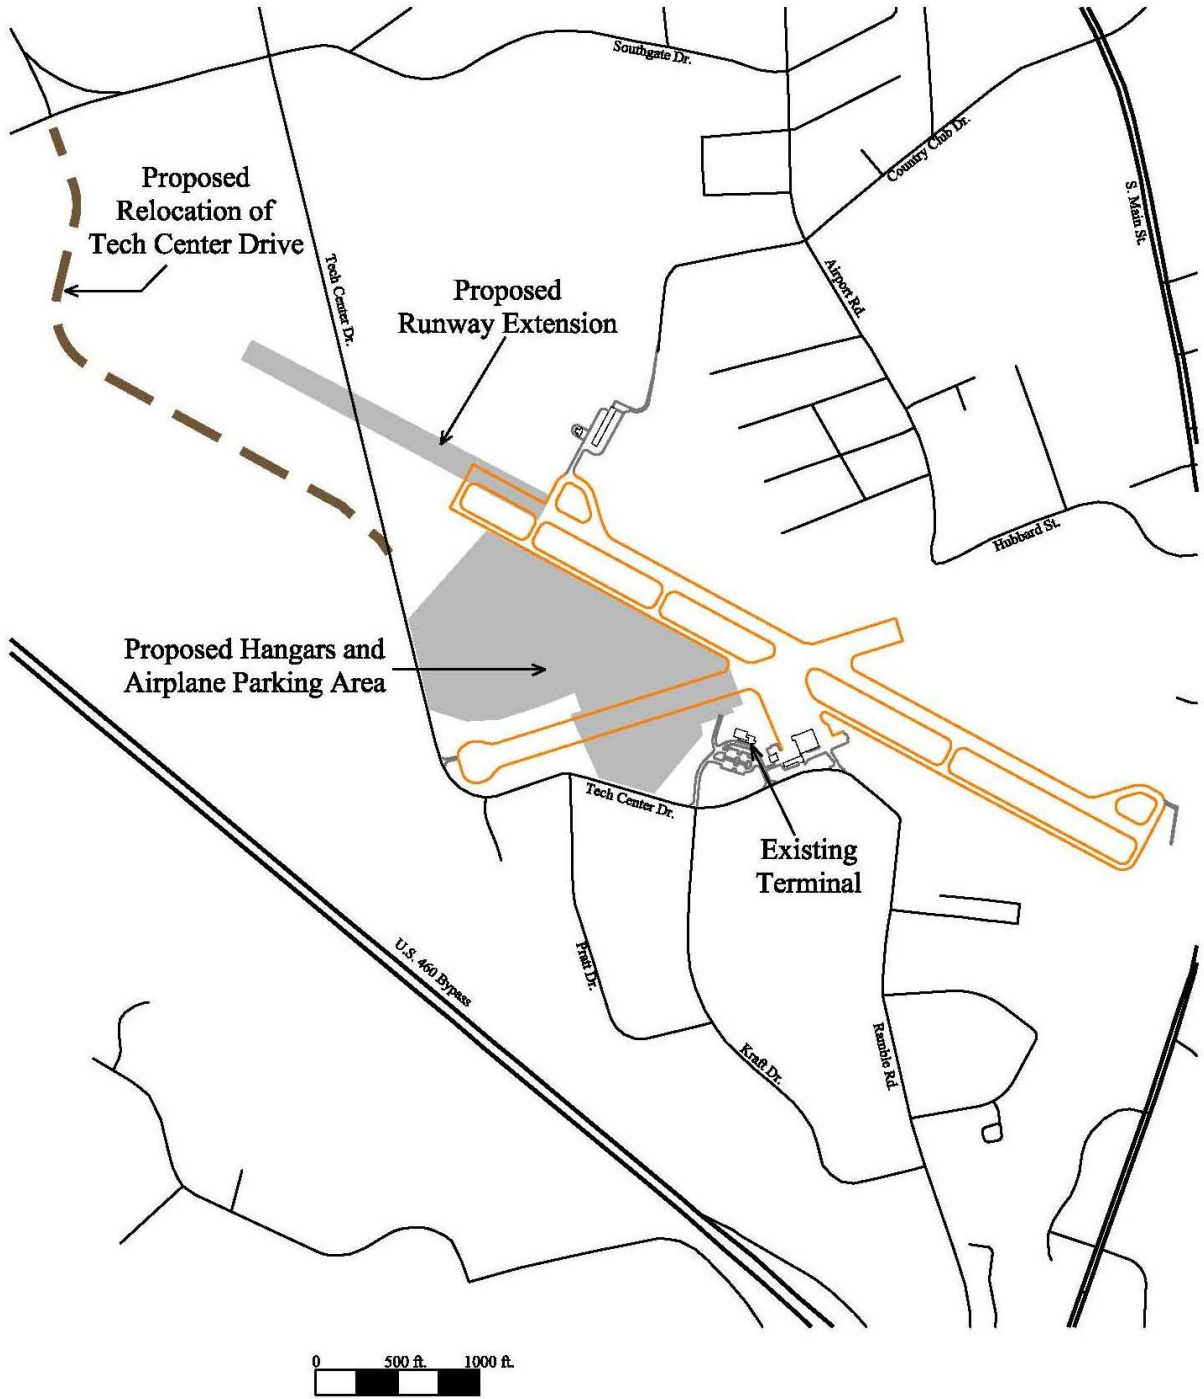 Southgate Dr.
Country Club Dr.
Proposed
Relocation of
Tech Center Drive
S. Main St.
Tech Center Dr.
Airport Rd.
Proposed
Runway Extension
Hubbard St.
Proposed Hangars and
Airplane Parking Area
Tech Center Dr.
Existing
Terminal
U.S. 460 Bypass
Pratt Dr.
Kraft Dr.
Ramble Rd.
0 500 ft. 1000 ft.